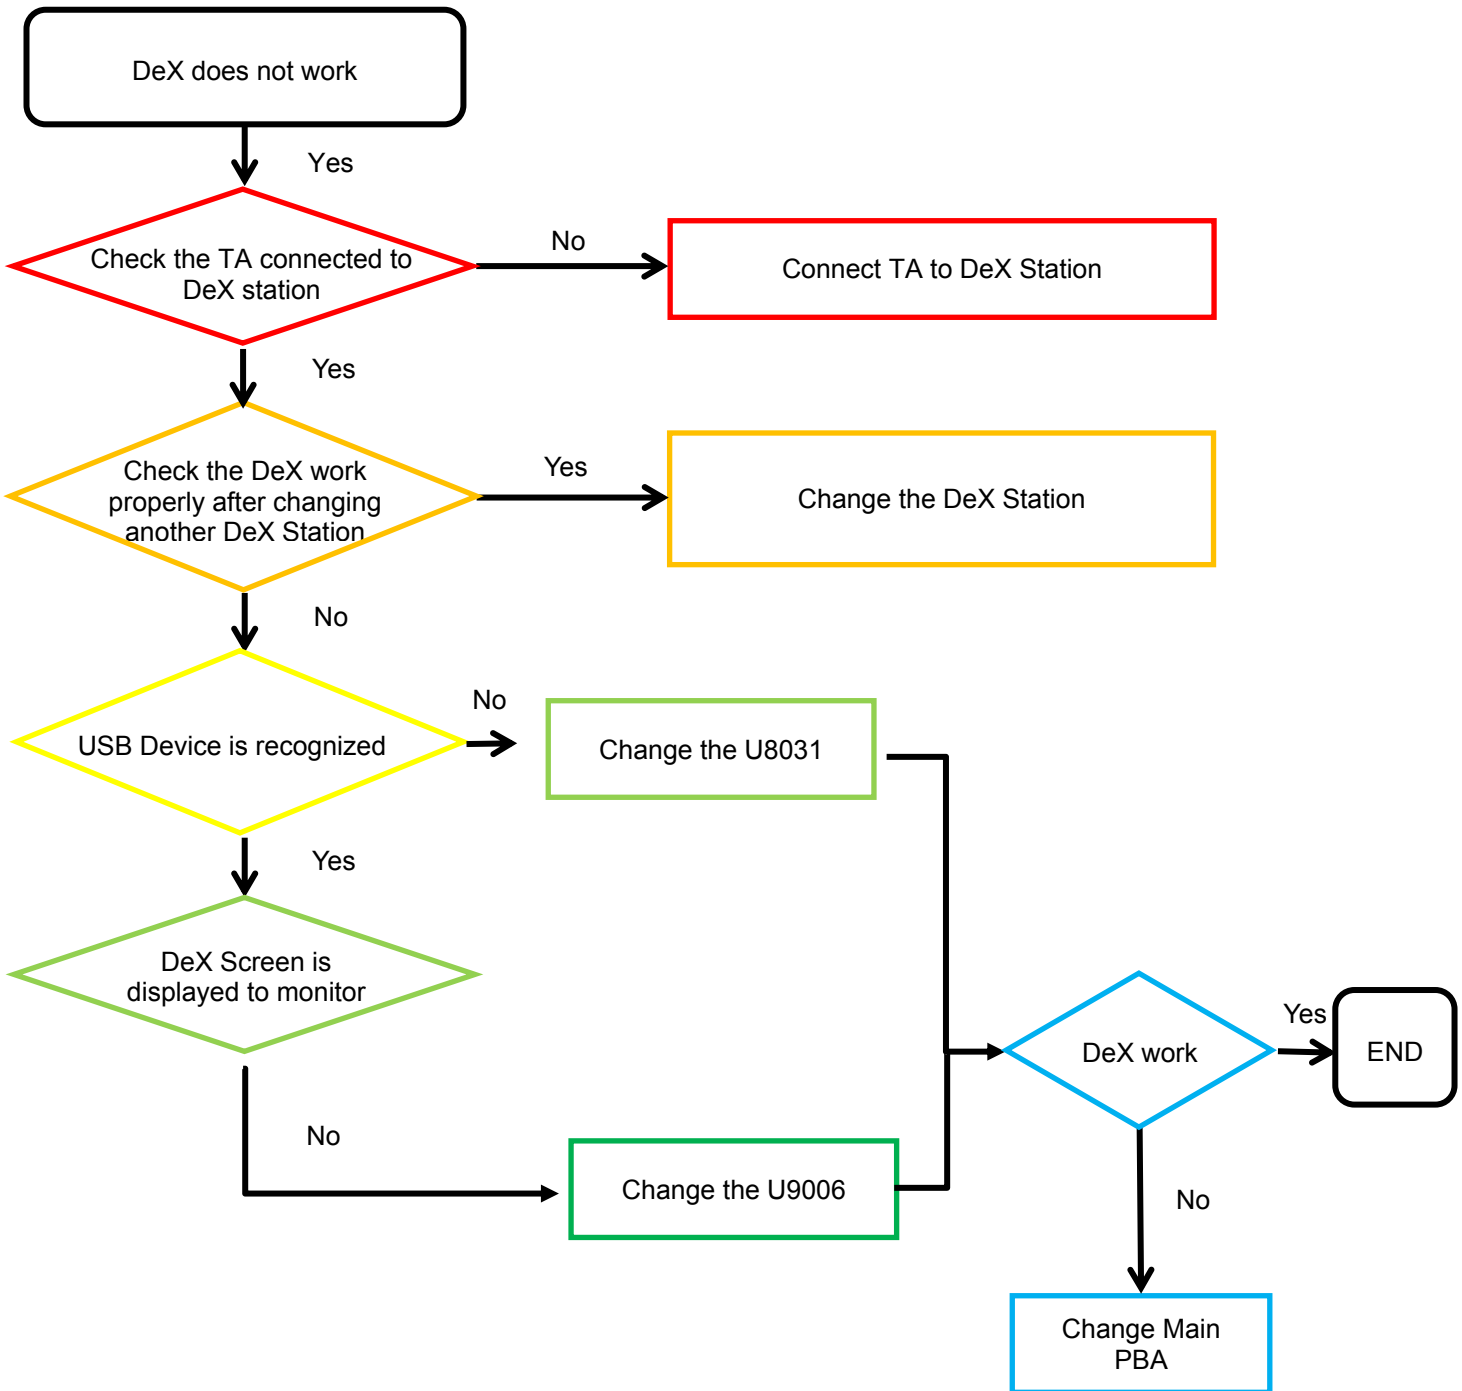 DeX does not work
Yes
Check the TA connected to
DeX station
No
Connect TA to DeX Station
Yes
Check the DeX work
properly after changing
another DeX Station
Yes
Change the DeX Station
No
USB Device is recognized
No
Change the U8031
Yes
DeX Screen is
displayed to monitor
No
Change the U9006
DeX work
Yes
END
No
Change Main
PBA